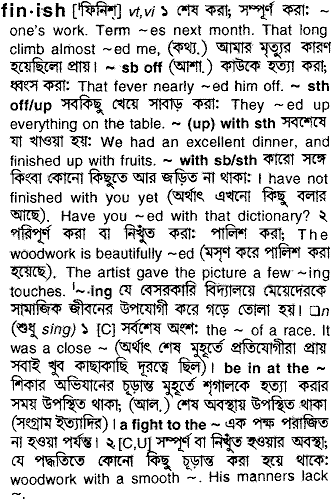 fin·ish ['ফিনিশ্] vt,vi ১ শেষ করা; সম্পূর্ণ করা: ~
one's work. Term ~es next month. That long
climb almost ~ed me, (কথ্য.) আমার মৃত্যুর কারণ
হয়েছিলো প্রায়। ~ sb off (আশা.) কাউকে হত্যা করা;
ধ্বংস করা: That fever nearly ~ed him off. ~ sth
off/up সবকিছু খেয়ে সাবাড় করা: They ~ed up
everything on the table. ~ (up) with sth সবশেষে
যা খাওয়া হয়: We had an excellent dinner, and
finished up with fruits. ~ with sb/sth কারো সঙ্গে
কিংবা কোনো কিছুতে আর জড়িত না থাকা: I have not
finished with you yet (অর্থাৎ এখনো কিছু বলার
আছে). Have you ~ed with that dictionary? ২
পরিপূর্ণ করা বা নিখুঁত করা: পালিশ করা; The
woodwork is beautifully ~ed (মসৃণ করে পালিশ করা
হয়েছে). The artist gave the picture a few ~ing
touches. '~·ing যে বেসরকারি বিদ্যালয়ে মেয়েদেরকে
সামাজিক জীবনের উপযোগী করে গড়ে তোলা হয়। □n
(শুধু sing) ১ [C] সর্বশেষ অংশ: the ~ of a race. It
was a close ~ (অর্থাৎ শেষ মুহূর্তে প্রতিযোগীরা প্রায়
সবাই খুব কাছাকাছি দূরত্বে ছিল)। be in at the ~
শিকার অভিযানের চূড়ান্ত মুহূর্তে শৃগালকে হত্যা করার
সময় উপস্থিত থাকা; (আল.) শেষ অবস্থায় উপস্থিত থাকা
(সংগ্রাম ইত্যাদির)। a fight to the ~ এক পক্ষ পরাজিত
না হওয়া পর্যন্ত। ২ [C,U] সম্পূর্ণ বা নিখুঁত হওয়ার অবস্থা;
যে পদ্ধতিতে কোনো কিছু চূড়ান্ত করা হয়ে থাকে:
woodwork with a smooth ~. His manners lack
~.